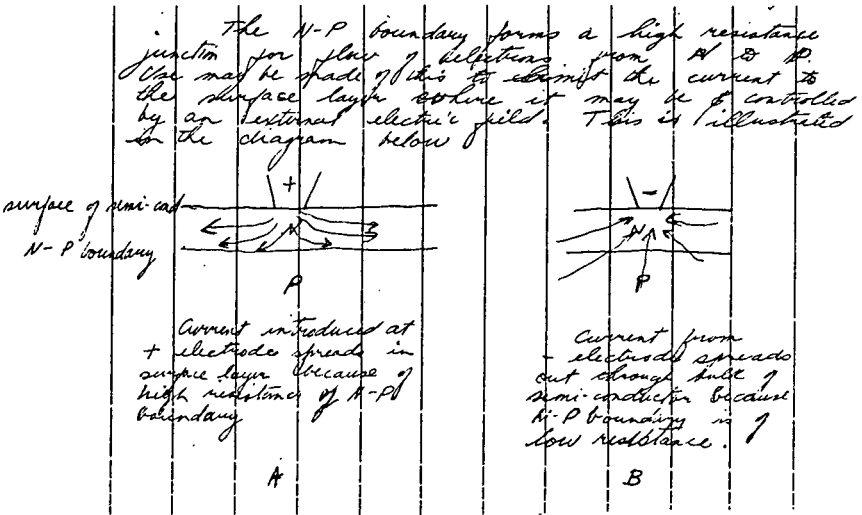 The N-P boundary forms a high resistance
junction for flow of electrons from N to P.
Use may be made of this to limit the current to
the surface layer where it may be controlled
by an external electric field. This is illustrated
in the diagram below
+
surface of semi-cond
N
N-P boundary
P
Current introduced at
+ electrode spreads in
surface layer because of
high resistance of N-P
boundary
A
-
N
P
Current from
- electrode spreads
out through bulk of
semi-conductor because
N-P boundary is of
low resistance.
B